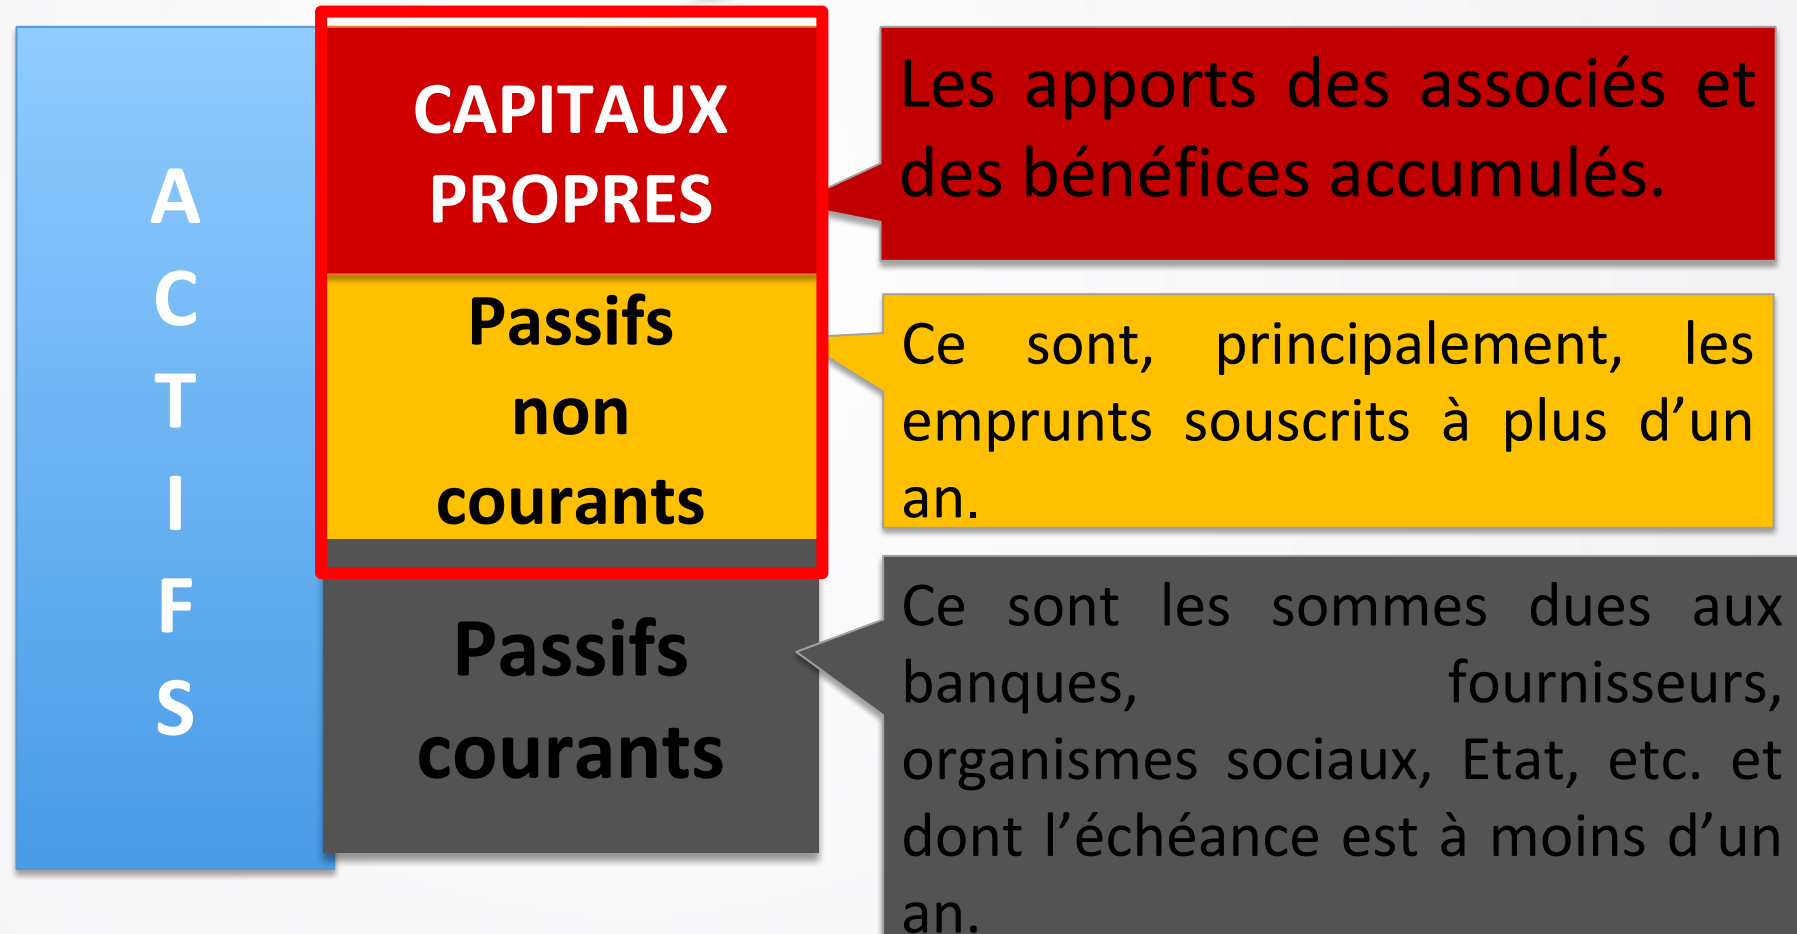 A
C
T
I
F
S
CAPITAUX
PROPRES
Passifs
non
courants
Passifs
courants
Les apports des associés et
des bénéfices accumulés.
Ce sont, principalement, les
emprunts souscrits à plus d’un
an.
Ce sont les sommes dues aux
banques, fournisseurs,
organismes sociaux, Etat, etc. et
dont l’échéance est à moins d’un
an.